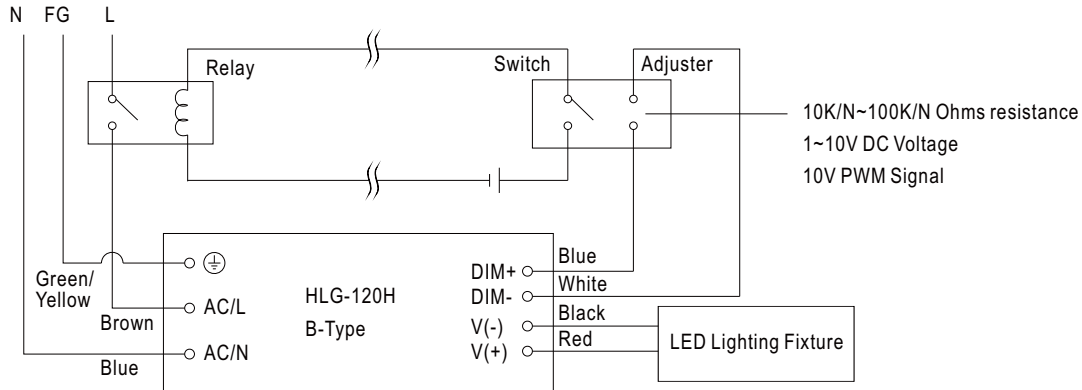 N FG L
Relay
Switch
Adjuster
10K/N~100K/N Ohms resistance
1~10V DC Voltage
10V PWM Signal
Green/
Yellow
Brown
Blue
AC/L
AC/N
HLG-120H
B-Type
DIM+
DIM-
V(-)
V(+)
Blue
White
Black
Red
LED Lighting Fixture